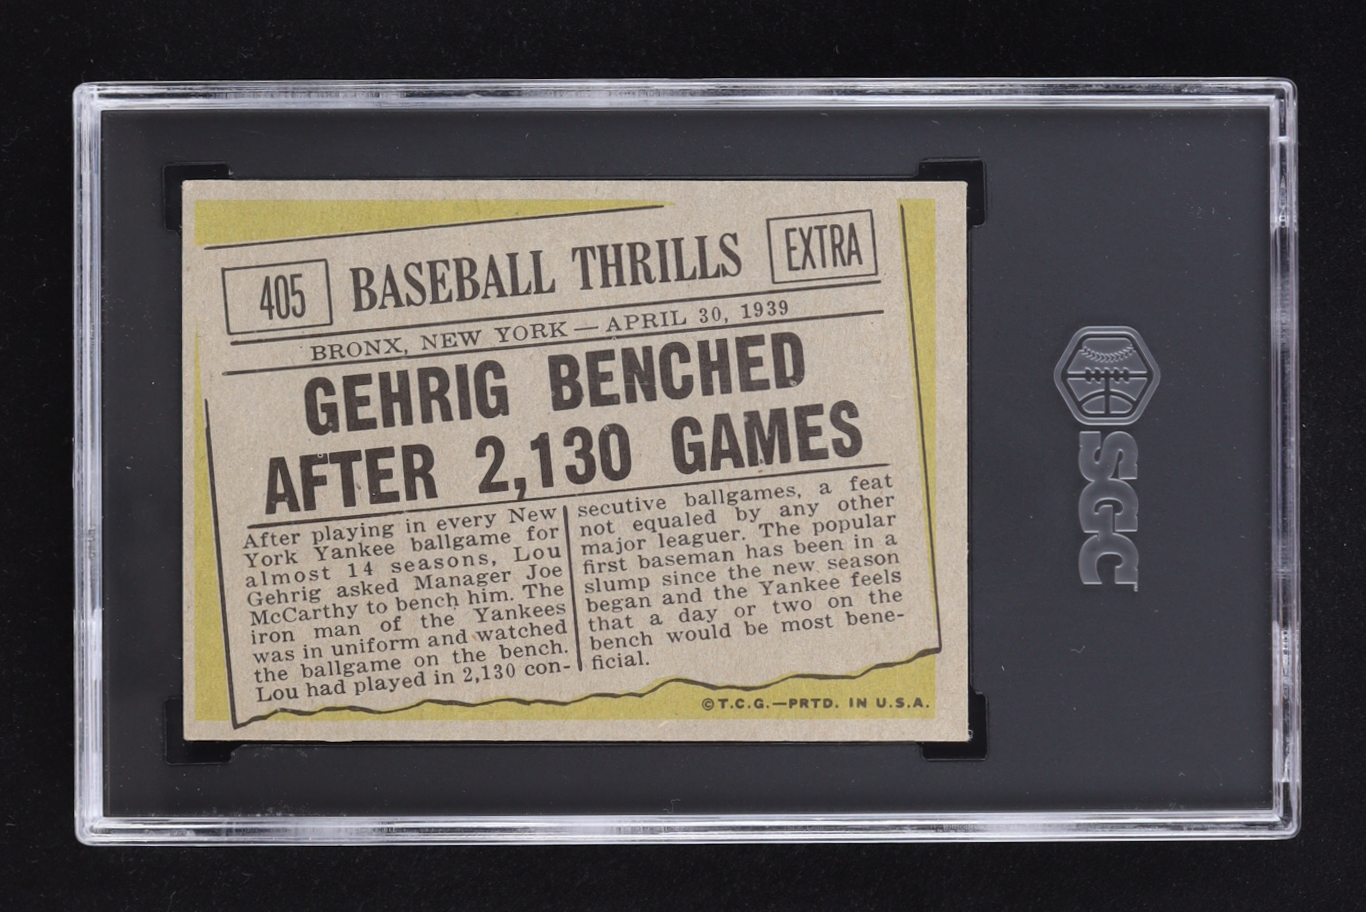 405 BASEBALL THRILLS EXTRA
BRONX, NEW YORK — APRIL 30, 1939
GEHRIG BENCHED
AFTER 2,130 GAMES
After playing in every New
York Yankee ballgame for
almost 14 seasons, Lou
Gehrig asked Manager Joe
McCarthy to bench him. The
iron man of the Yankees
was in uniform and watched
the ballgame on the bench.
Lou had played in 2,130 con-
secutive ballgames, a feat
not equaled by any other
major leaguer. The popular
first baseman has been in a
slump since the new season
began and the Yankee feels
that a day or two on the
bench would be most bene-
ficial.
©T.C.G.—PRTD. IN U.S.A.
SGC